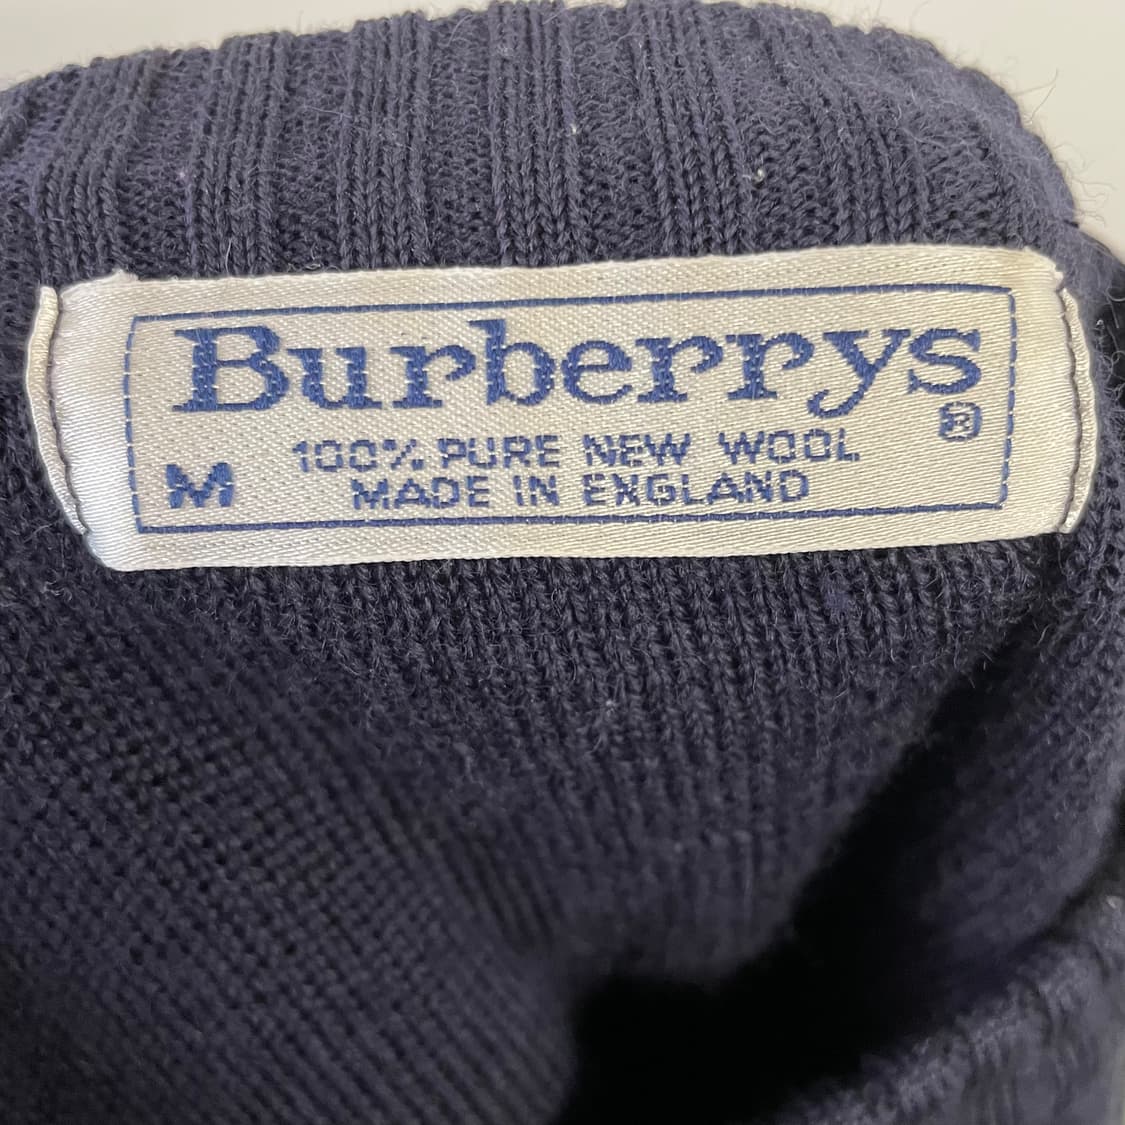 Burberrys
®
100% PURE NEW WOOL
M MADE IN ENGLAND